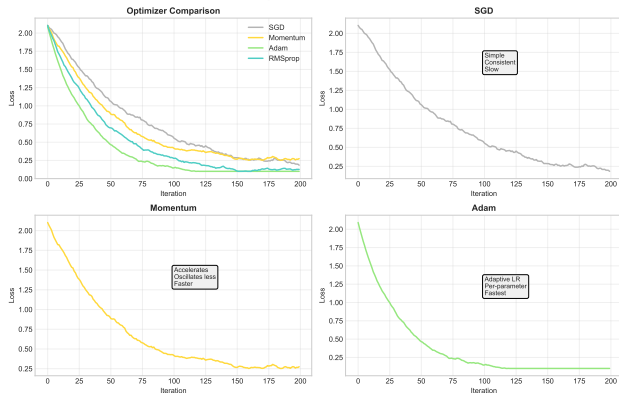 Optimizer Comparison
Loss
2.00
1.75
1.50
1.25
1.00
0.75
0.50
0.25
0.00
0 25 50 75 100 125 150 175 200
Iteration
SGD
Momentum
Adam
RMSprop
SGD
Loss
2.00
1.75
1.50
1.25
1.00
0.75
0.50
0.25
0 25 50 75 100 125 150 175 200
Iteration
Simple
Consistent
Slow
Momentum
Loss
2.00
1.75
1.50
1.25
1.00
0.75
0.50
0.25
0 25 50 75 100 125 150 175 200
Iteration
Accelerates
Oscillates less
Faster
Adam
Loss
2.00
1.75
1.50
1.25
1.00
0.75
0.50
0.25
0 25 50 75 100 125 150 175 200
Iteration
Adaptive LR
Per-parameter
Fastest